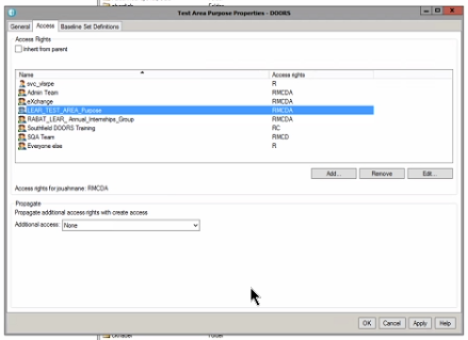 Test Area Purpose Properties - DOORS
General Access Baseline Set Definitions
Access Rights
Inherit from parent
Name Access rights
R
Admin Team RMCDA
eXchange RMCDA
LEAR_TEST_AREA_Purpose RMCDA
RABAT_LEAR_ Annual_Internships_Group RMCDA
Southfield DOORS Training RC
SQA Team RMCD
Everyone else R
Add... Remove Edit...
Access rights for RMCDA
Propagate
Propagate additional access rights with create access
Additional access: None
OK Cancel Apply Help
Folder